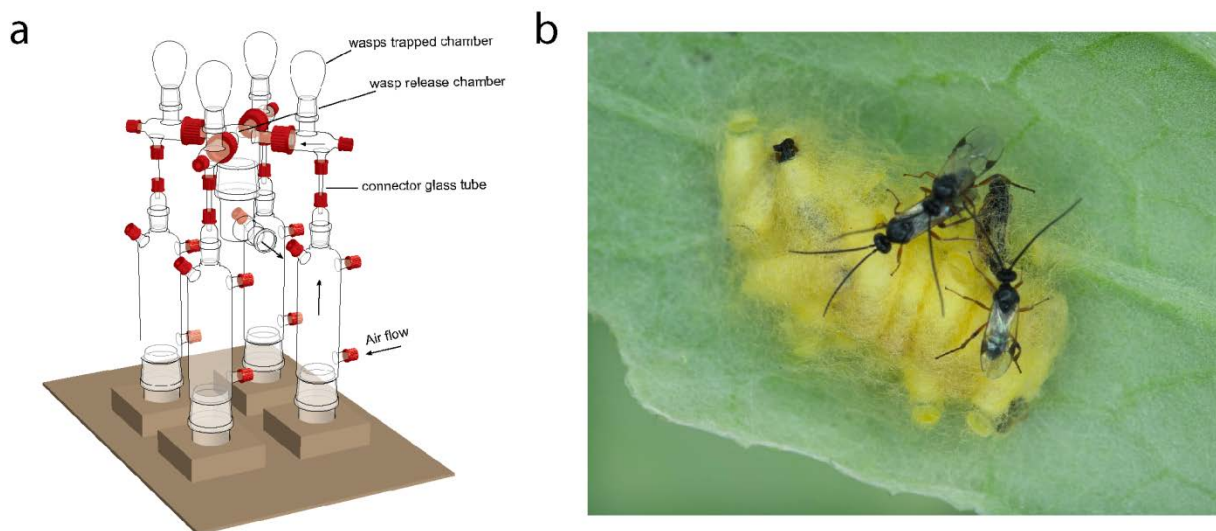 a
b
wasps trapped chamber
wasp release chamber
connector glass tube
Air flow